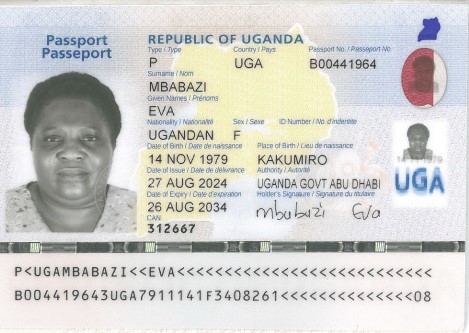 Passport
Passeport
REPUBLIC OF UGANDA
Type / Type Country / Pays Passport No. / Passeport No.
P UGA B00441964
Surname / Nom
MBABAZI
Given Names / Prénoms
EVA
Nationality / Nationalité Sex / Sexe ID Number / No. d'identité
UGANDAN F
Date of Birth / Date de naissance Place of Birth / Lieu de naissance
14 NOV 1979 KAKUMIRO
Date of Issue / Date de délivrance Authority / Autorité
27 AUG 2024 UGANDA GOVT ABU DHABI
Date of Expiry / Date d'expiration Holder's Signature / Signature du titulaire
26 AUG 2034 mbabazi Eva
CAN
312667
UGA
P<UGAMBABAZI<<EVA<<<<<<<<<<<<<<<<<<<<<<<<<<<
B004419643UGA7911141F3408261<<<<<<<<<<<<<<08